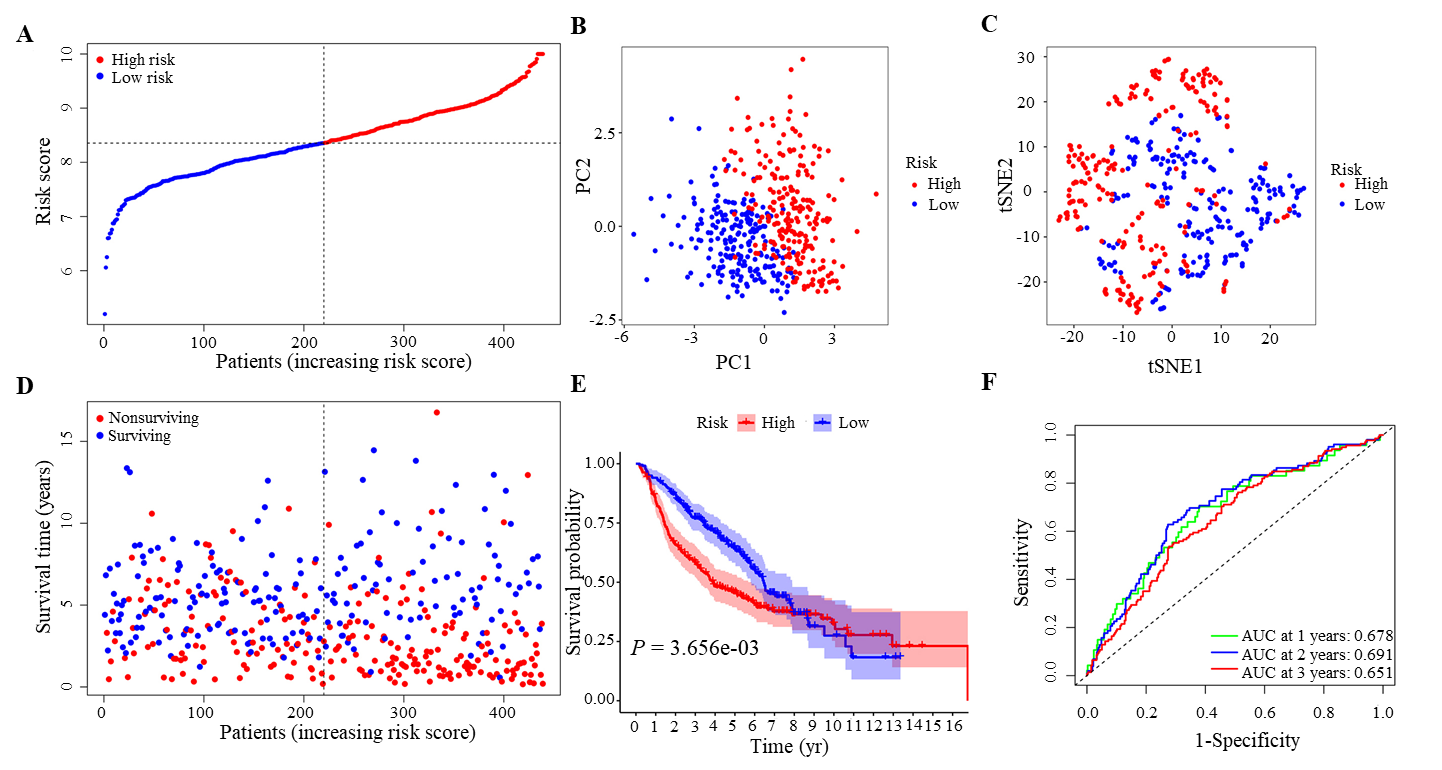 A
High risk
Low risk
Risk score
10
9
8
7
6
0
100
200
300
400
Patients (increasing risk score)
B
PC2
2.5
0.0
-2.5
-6
-3
0
3
PC1
Risk
High
Low
C
tSNE2
30
20
10
0
-10
-20
-20
-10
0
10
20
tSNE1
Risk
High
Low
D
Nonsurviving
Surviving
Survival time (years)
15
10
5
0
0
100
200
300
400
Patients (increasing risk score)
E
Risk High Low
Survival probability
1.00
0.75
0.50
0.25
0.00
P = 3.656e-03
0 1 2 3 4 5 6 7 8 9 10 11 12 13 14 15 16
Time (yr)
F
Sensitivity
1.0
0.8
0.6
0.4
0.2
0.0
AUC at 1 years: 0.678
AUC at 2 years: 0.691
AUC at 3 years: 0.651
0.0 0.2 0.4 0.6 0.8 1.0
1-Specificity